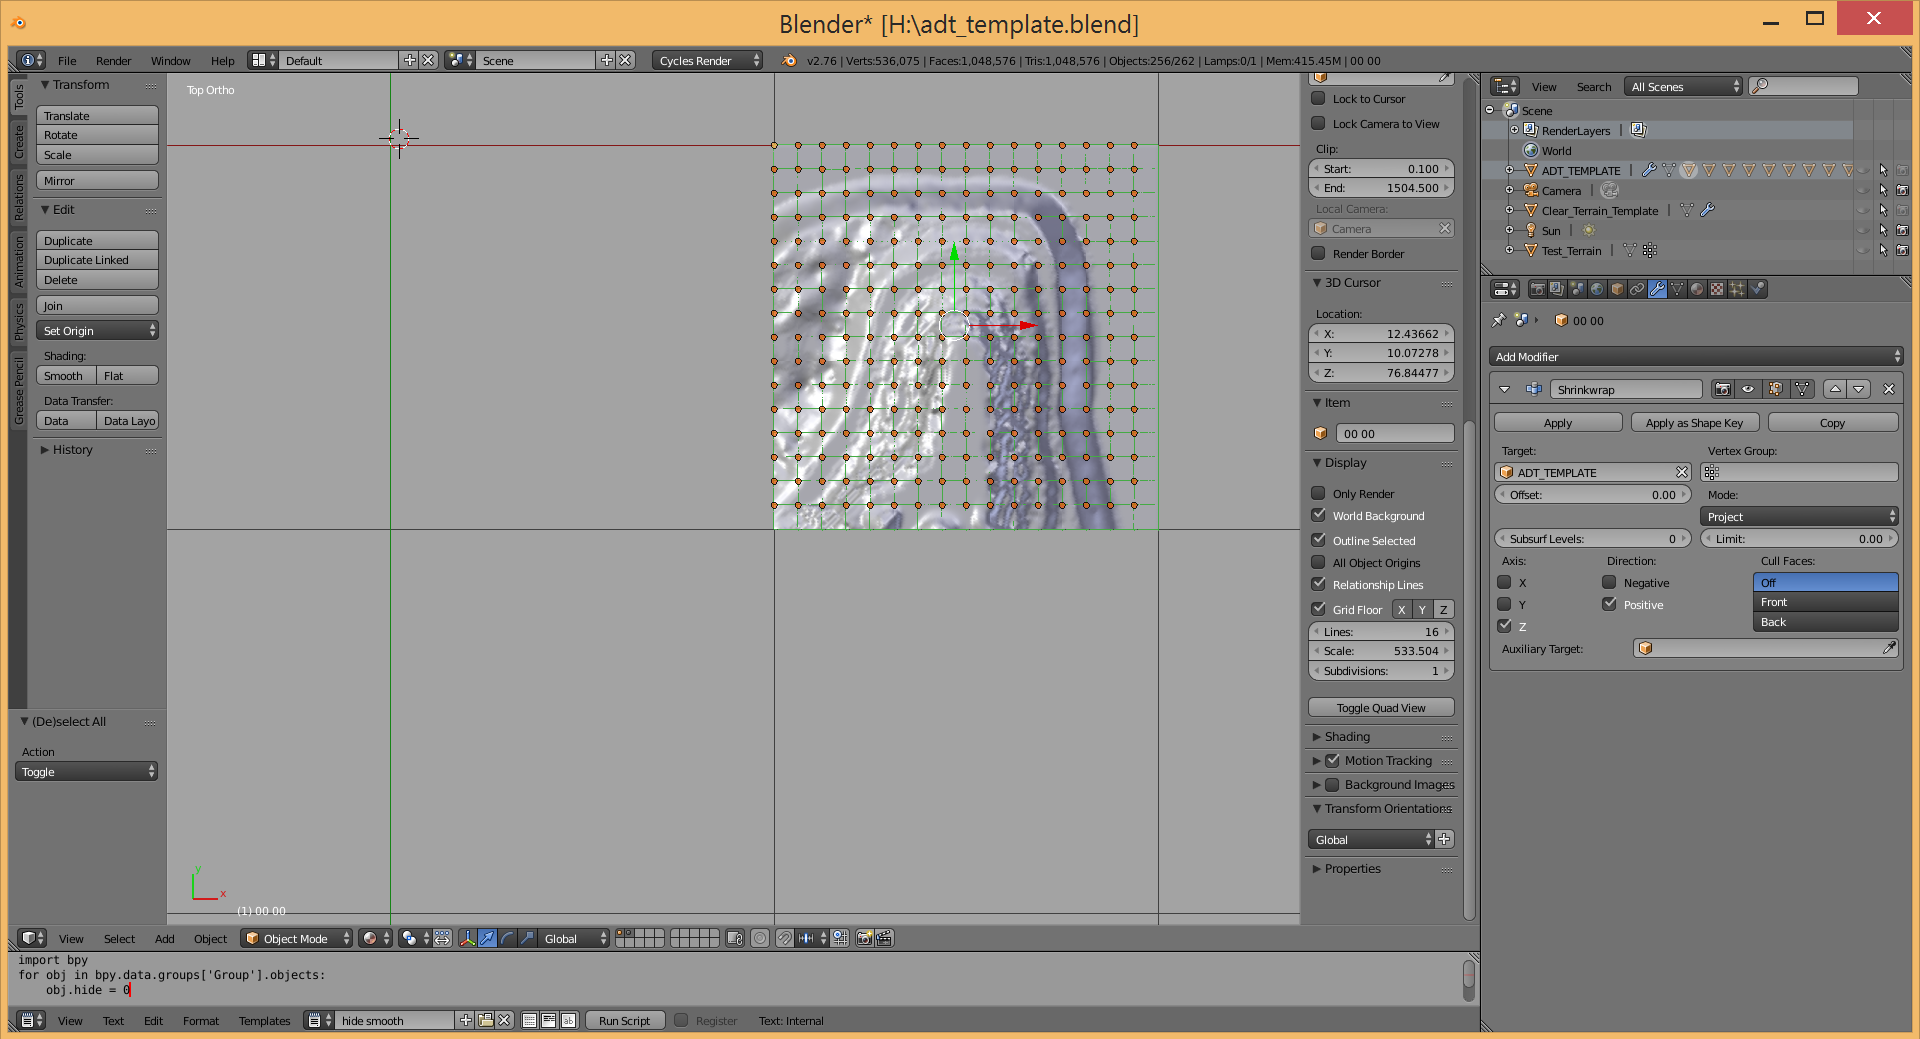 Blender* [H:\adt_template.blend]
File Render Window Help Default Scene Cycles Render v2.76 | Verts:536,075 | Faces:1,048,576 | Tris:1,048,576 | Objects:256/262 | Lamps:0/1 | Mem:415.45M | 00 00
Tools
Create
Relations
Animation
Physics
Grease Pencil
Transform
Translate
Rotate
Scale
Mirror
Edit
Duplicate
Duplicate Linked
Delete
Join
Set Origin
Shading:
Smooth Flat
Data Transfer:
Data Data Layo
History
(De)select All
Action
Toggle
Top Ortho
y
x
(1) 00 00
Lock to Cursor
Lock Camera to View
Clip:
Start: 0.100
End: 1504.500
Local Camera:
Camera
Render Border
3D Cursor
Location:
X: 12.43662
Y: 10.07278
Z: 76.84477
Item
00 00
Display
Only Render
World Background
Outline Selected
All Object Origins
Relationship Lines
Grid Floor X Y Z
Lines: 16
Scale: 533.504
Subdivisions: 1
Toggle Quad View
Shading
Motion Tracking
Background Images
Transform Orientations
Global
Properties
View Select Add Object Object Mode Global
import bpy
for obj in bpy.data.groups['Group'].objects:
obj.hide = 0
View Text Edit Format Templates hide smooth Run Script Register Text: Internal
View Search All Scenes
Scene
RenderLayers
World
ADT_TEMPLATE
Camera
Clear_Terrain_Template
Sun
Test_Terrain
00 00
Add Modifier
Shrinkwrap
Apply Apply as Shape Key Copy
Target: Vertex Group:
ADT_TEMPLATE
Offset: 0.00 Mode:
Project
Subsurf Levels: 0 Limit: 0.00
Axis: Direction: Cull Faces:
X Negative Off
Y Positive Front
Z Back
Auxiliary Target: